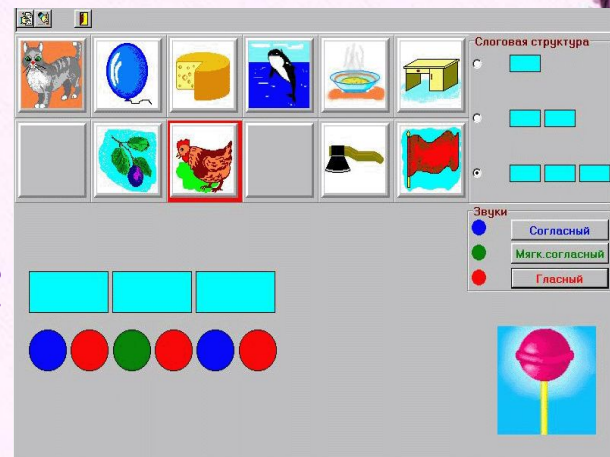 Слоговая структура
Звуки
Согласный
Мягк.согласный
Гласный